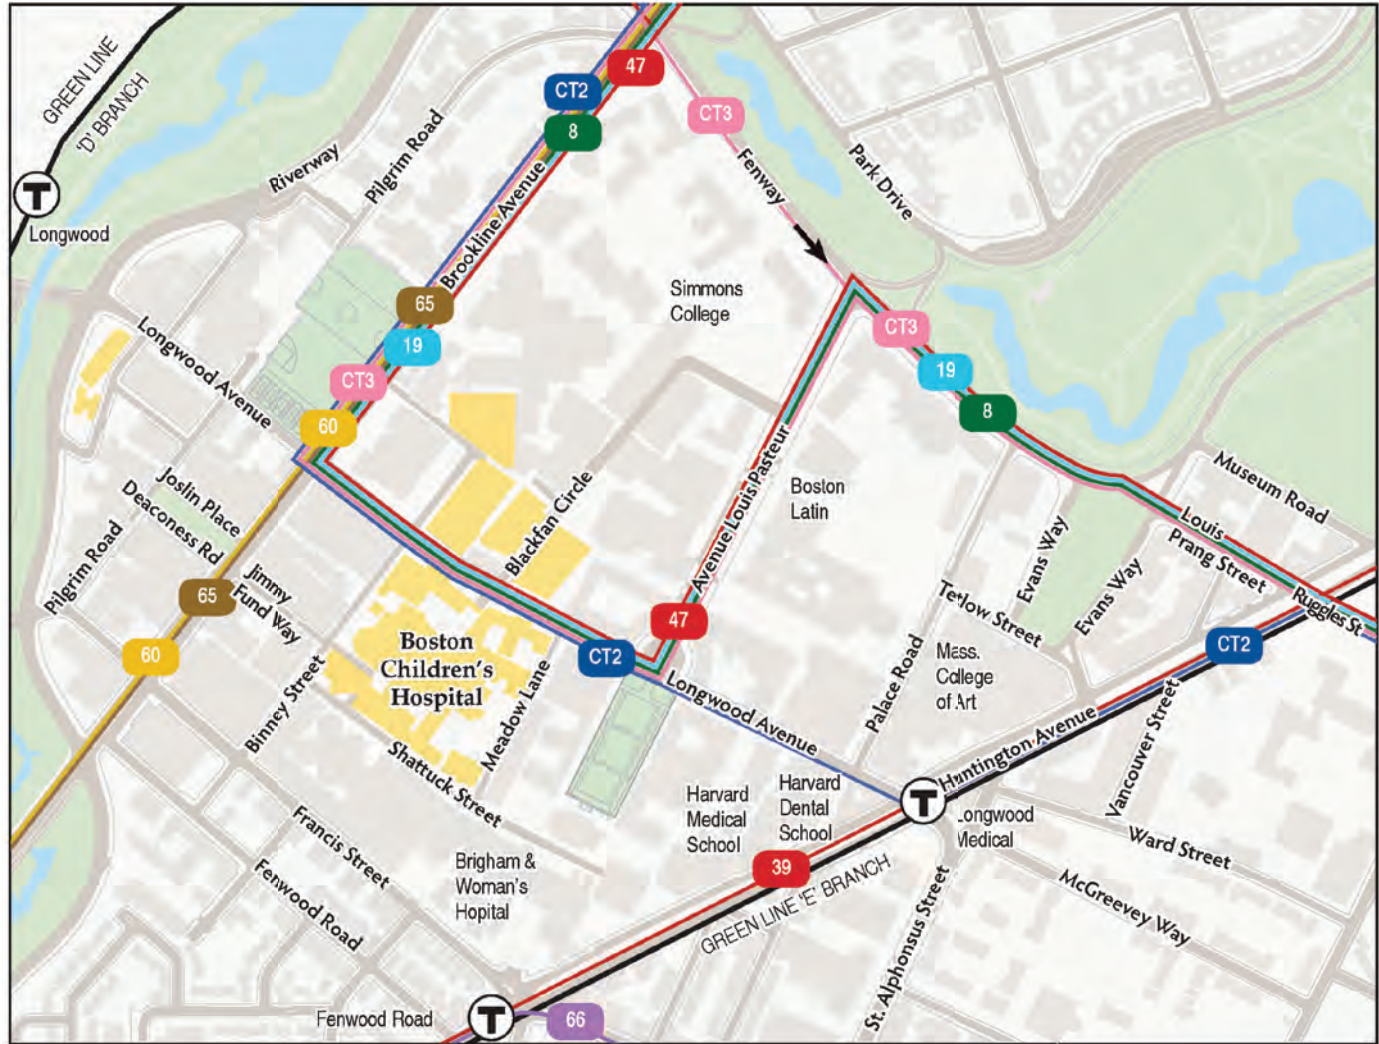 GREEN LINE
'D' BRANCH
T
Longwood
Riverway
Pilgrim Road
CT2
47
8
CT3
Fenway
Park Drive
Brookline Avenue
65
19
CT3
60
Longwood Avenue
Simmons
College
CT3
19
8
Joslin Place
Deaconess Rd
Pilgrim Road
Jimmy
Fund Way
65
60
Blackfan Circle
Avenue Louis Pasteur
Boston
Latin
Museum Road
Louis
Prang Street
Ruggles St
Evans Way
Evans Way
Tetlow Street
Palace Road
Mass.
College
of Art
47
CT2
CT2
Boston
Children's
Hospital
Binney Street
Meadow Lane
Shattuck Street
Longwood Avenue
Huntington Avenue
Vancouver Street
T
Longwood
Medical
Harvard
Medical
School
Harvard
Dental
School
Ward Street
McGreevey Way
39
GREEN LINE 'E' BRANCH
St. Alphonsus Street
Francis Street
Fenwood Road
Brigham &
Woman's
Hopital
Fenwood Road
T
66